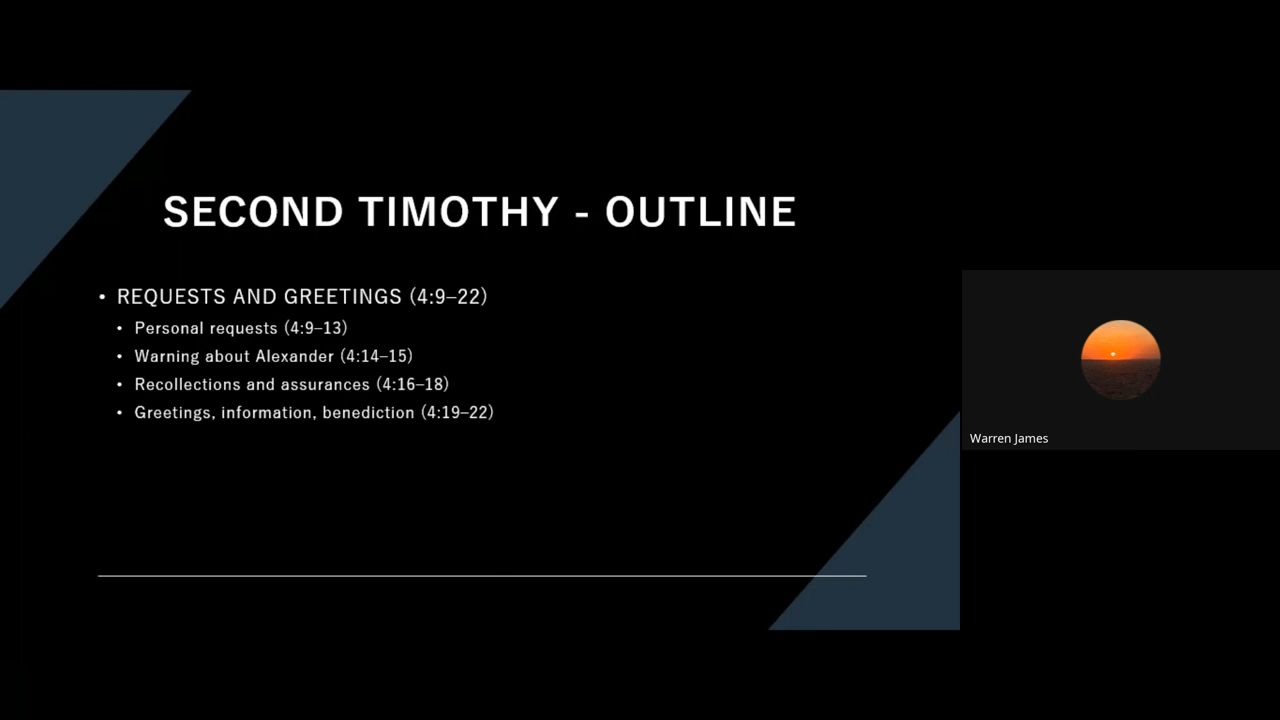 SECOND TIMOTHY - OUTLINE
• REQUESTS AND GREETINGS (4:9–22)
• Personal requests (4:9–13)
• Warning about Alexander (4:14–15)
• Recollections and assurances (4:16–18)
• Greetings, information, benediction (4:19–22)
Warren James